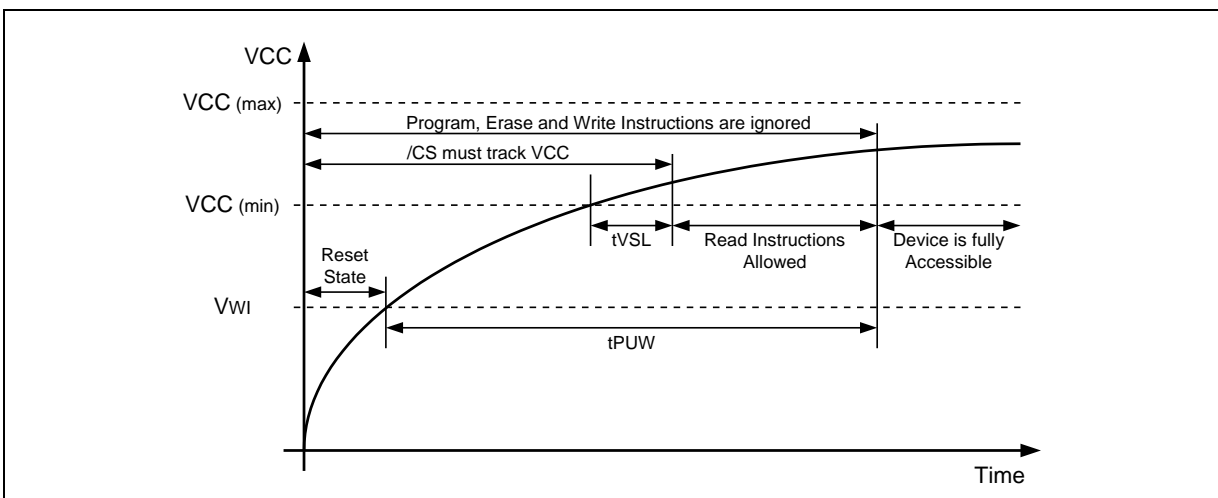 VCC
VCC (max)
Program, Erase and Write Instructions are ignored
/CS must track VCC
VCC (min)
tVSL
Read Instructions
Allowed
Device is fully
Accessible
Reset
State
VWI
tPUW
Time